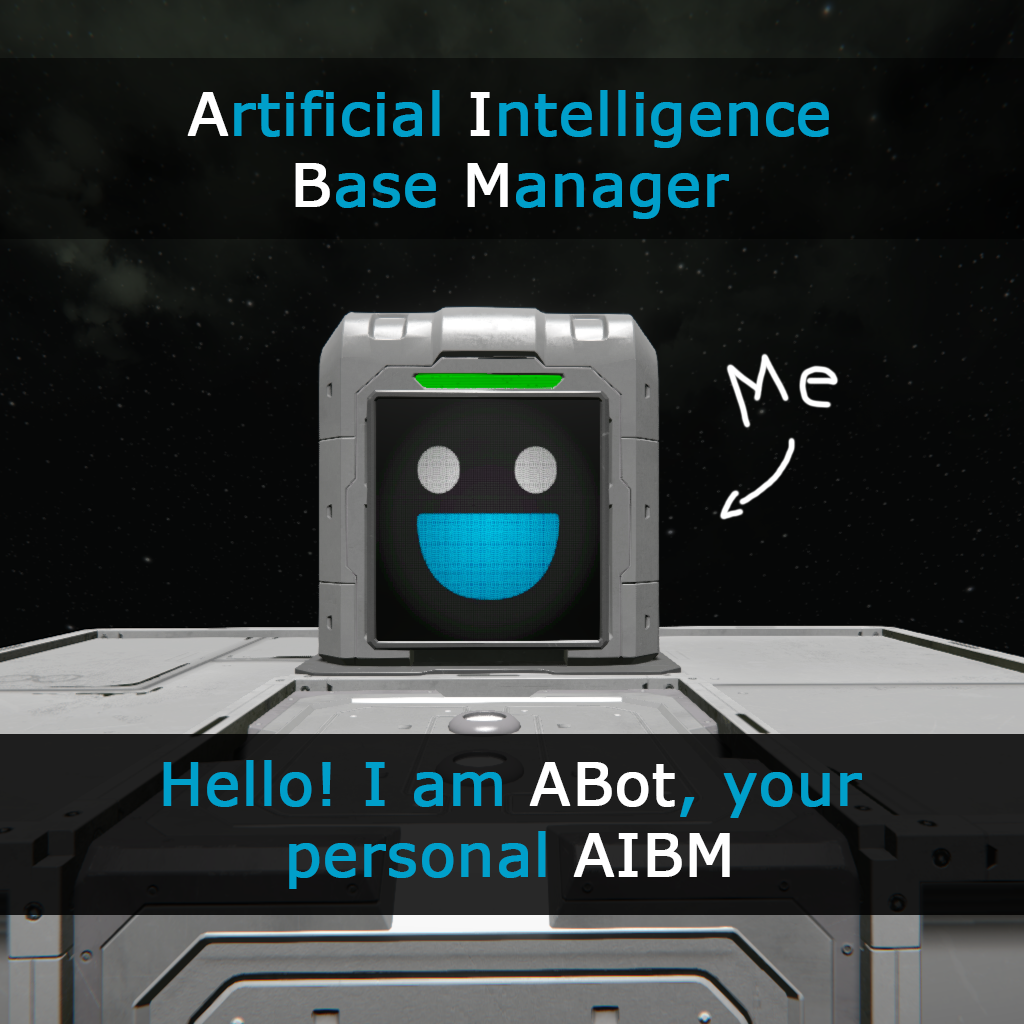 Artificial Intelligence
Base Manager
Me
Hello! I am ABot, your
personal AIBM